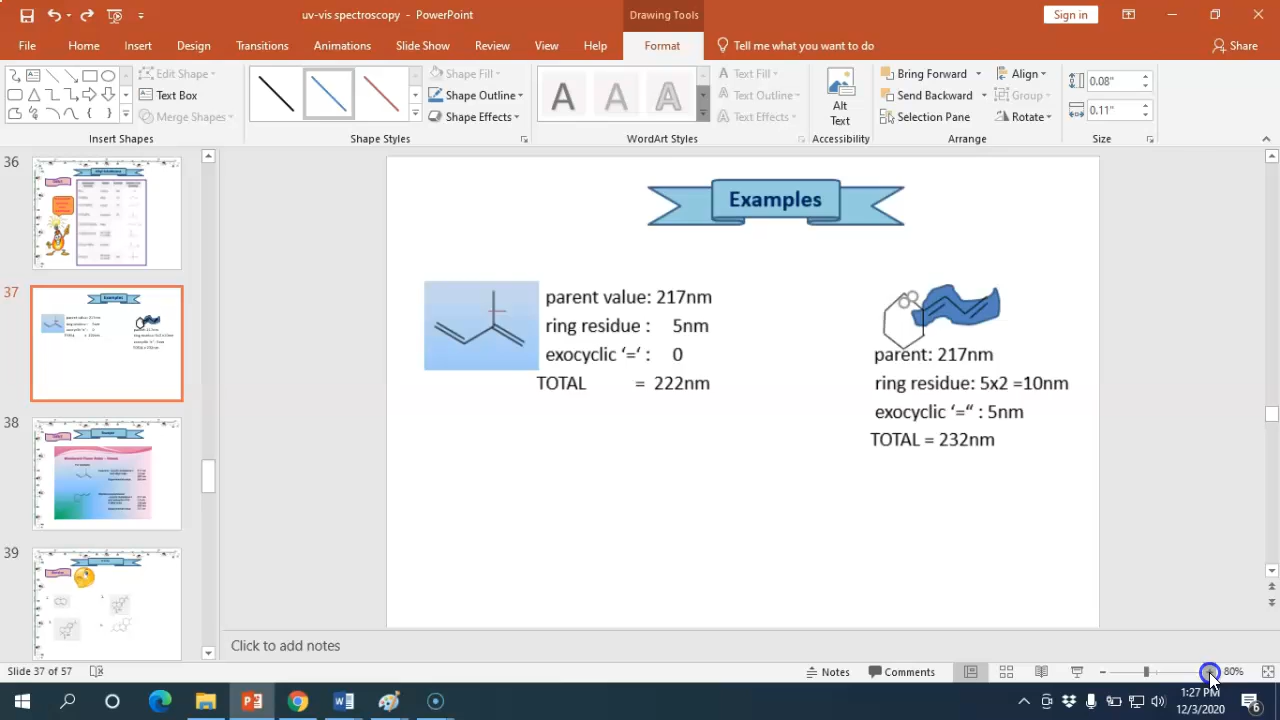 uv-vis spectroscopy - PowerPoint
Drawing Tools
Sign in
File Home Insert Design Transitions Animations Slide Show Review View Help Format Tell me what you want to do Share
Edit Shape
Text Box
Merge Shapes
Insert Shapes
Shape Fill
Shape Outline
Shape Effects
Shape Styles
A A A
Text Fill
Text Outline
Text Effects
WordArt Styles
Alt
Text
Accessibility
Bring Forward
Send Backward
Selection Pane
Align
Group
Rotate
Arrange
0.08"
0.11"
Size
36
37
Examples
38
39
Examples
parent value: 217nm
ring residue : 5nm
exocyclic ‘=‘ : 0
TOTAL = 222nm
parent: 217nm
ring residue: 5x2 =10nm
exocyclic ‘=“ : 5nm
TOTAL = 232nm
Click to add notes
Slide 37 of 57
Notes
Comments
80%
1:27 PM
12/3/2020
6